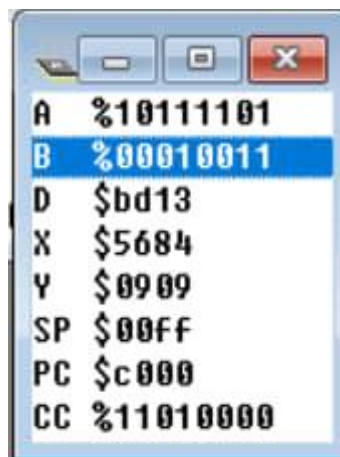 A %10111101
B %00010011
D $bd13
X $5684
Y $0909
SP $00ff
PC $c000
CC %11010000